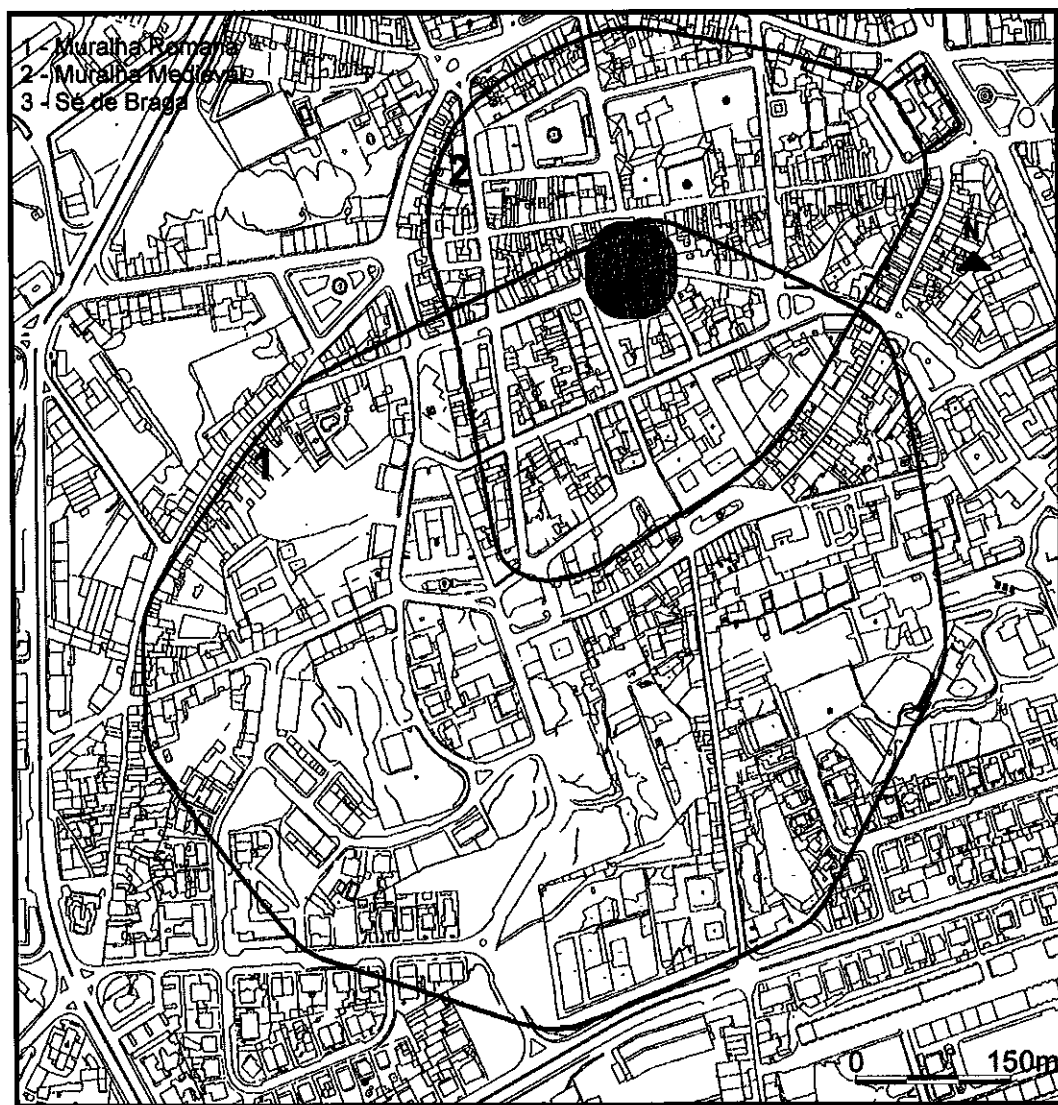 1 - Muralha Romana
2 - Muralha Medieval
3 - Sé de Braga
2
N
1
0 150m